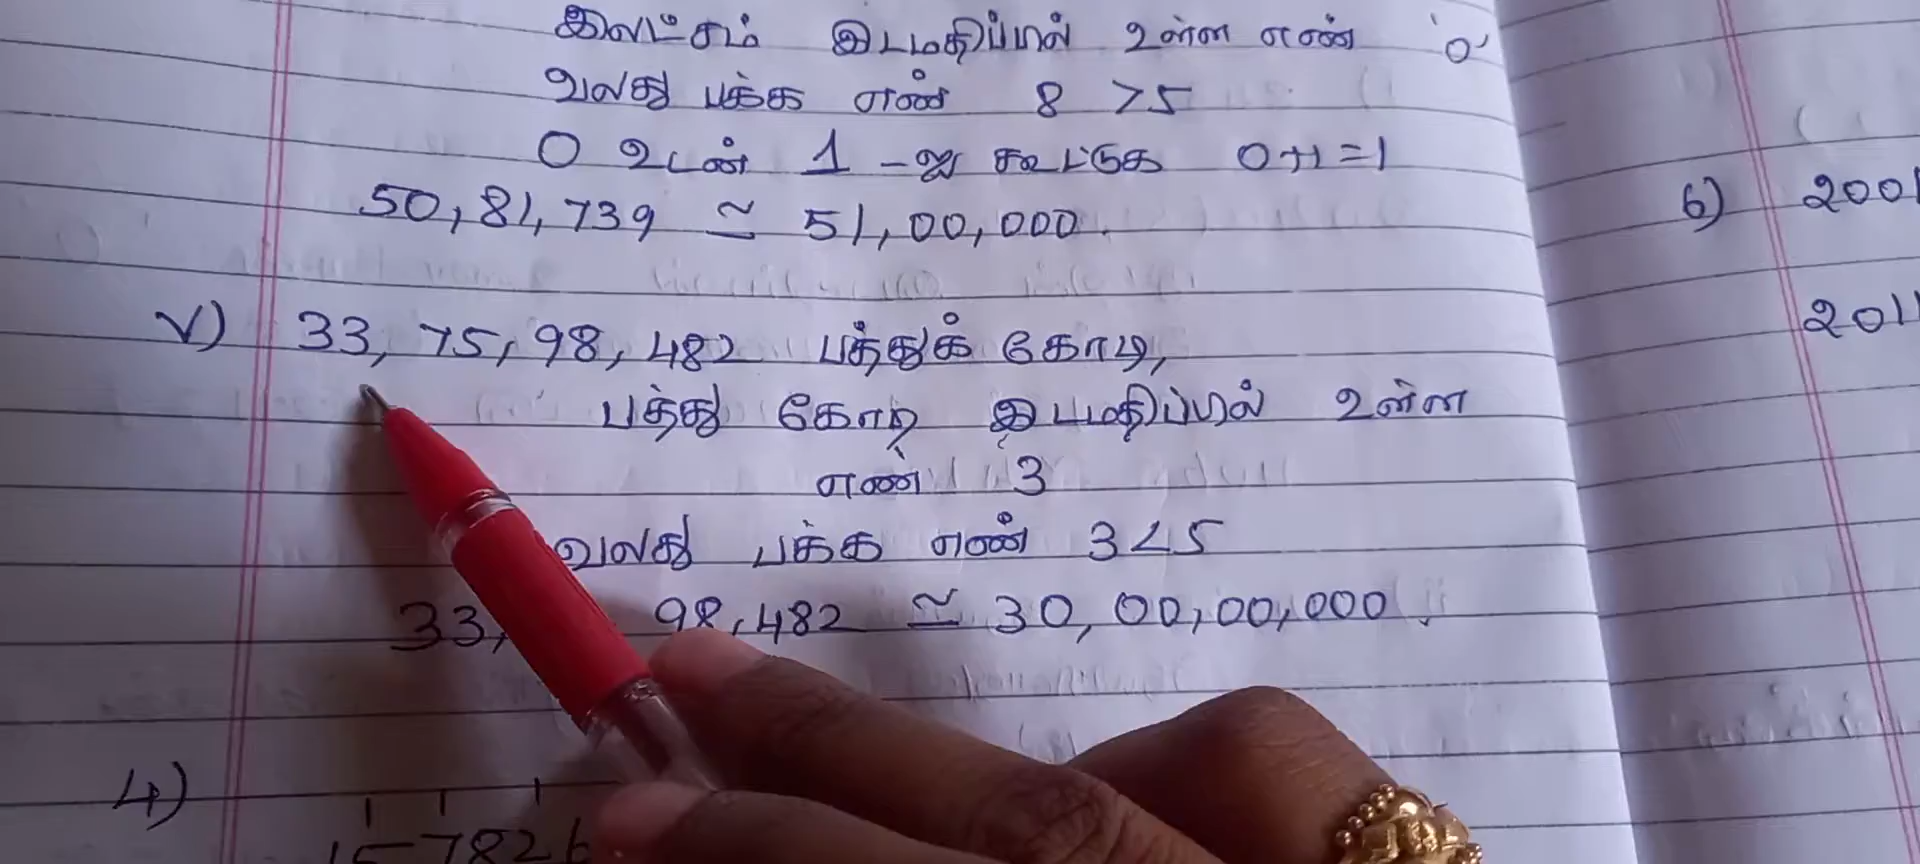 இலட்சம் இடமதிப்பில் உள்ள எண் '0'
வலது பக்க எண் 8 >5
0 உடன் 1 -ஐ கூட்டுக 0+1=1
50,81,739 ≃ 51,00,000.
v) 33, 75, 98, 482 பத்துக் கோடி,
பத்து கோடி இடமதிப்பில் உள்ள
எண் 3
வலது பக்க எண் 3<5
33, 98,482 ≃ 30, 00,00,000.
4)
157826
6) 2001
201